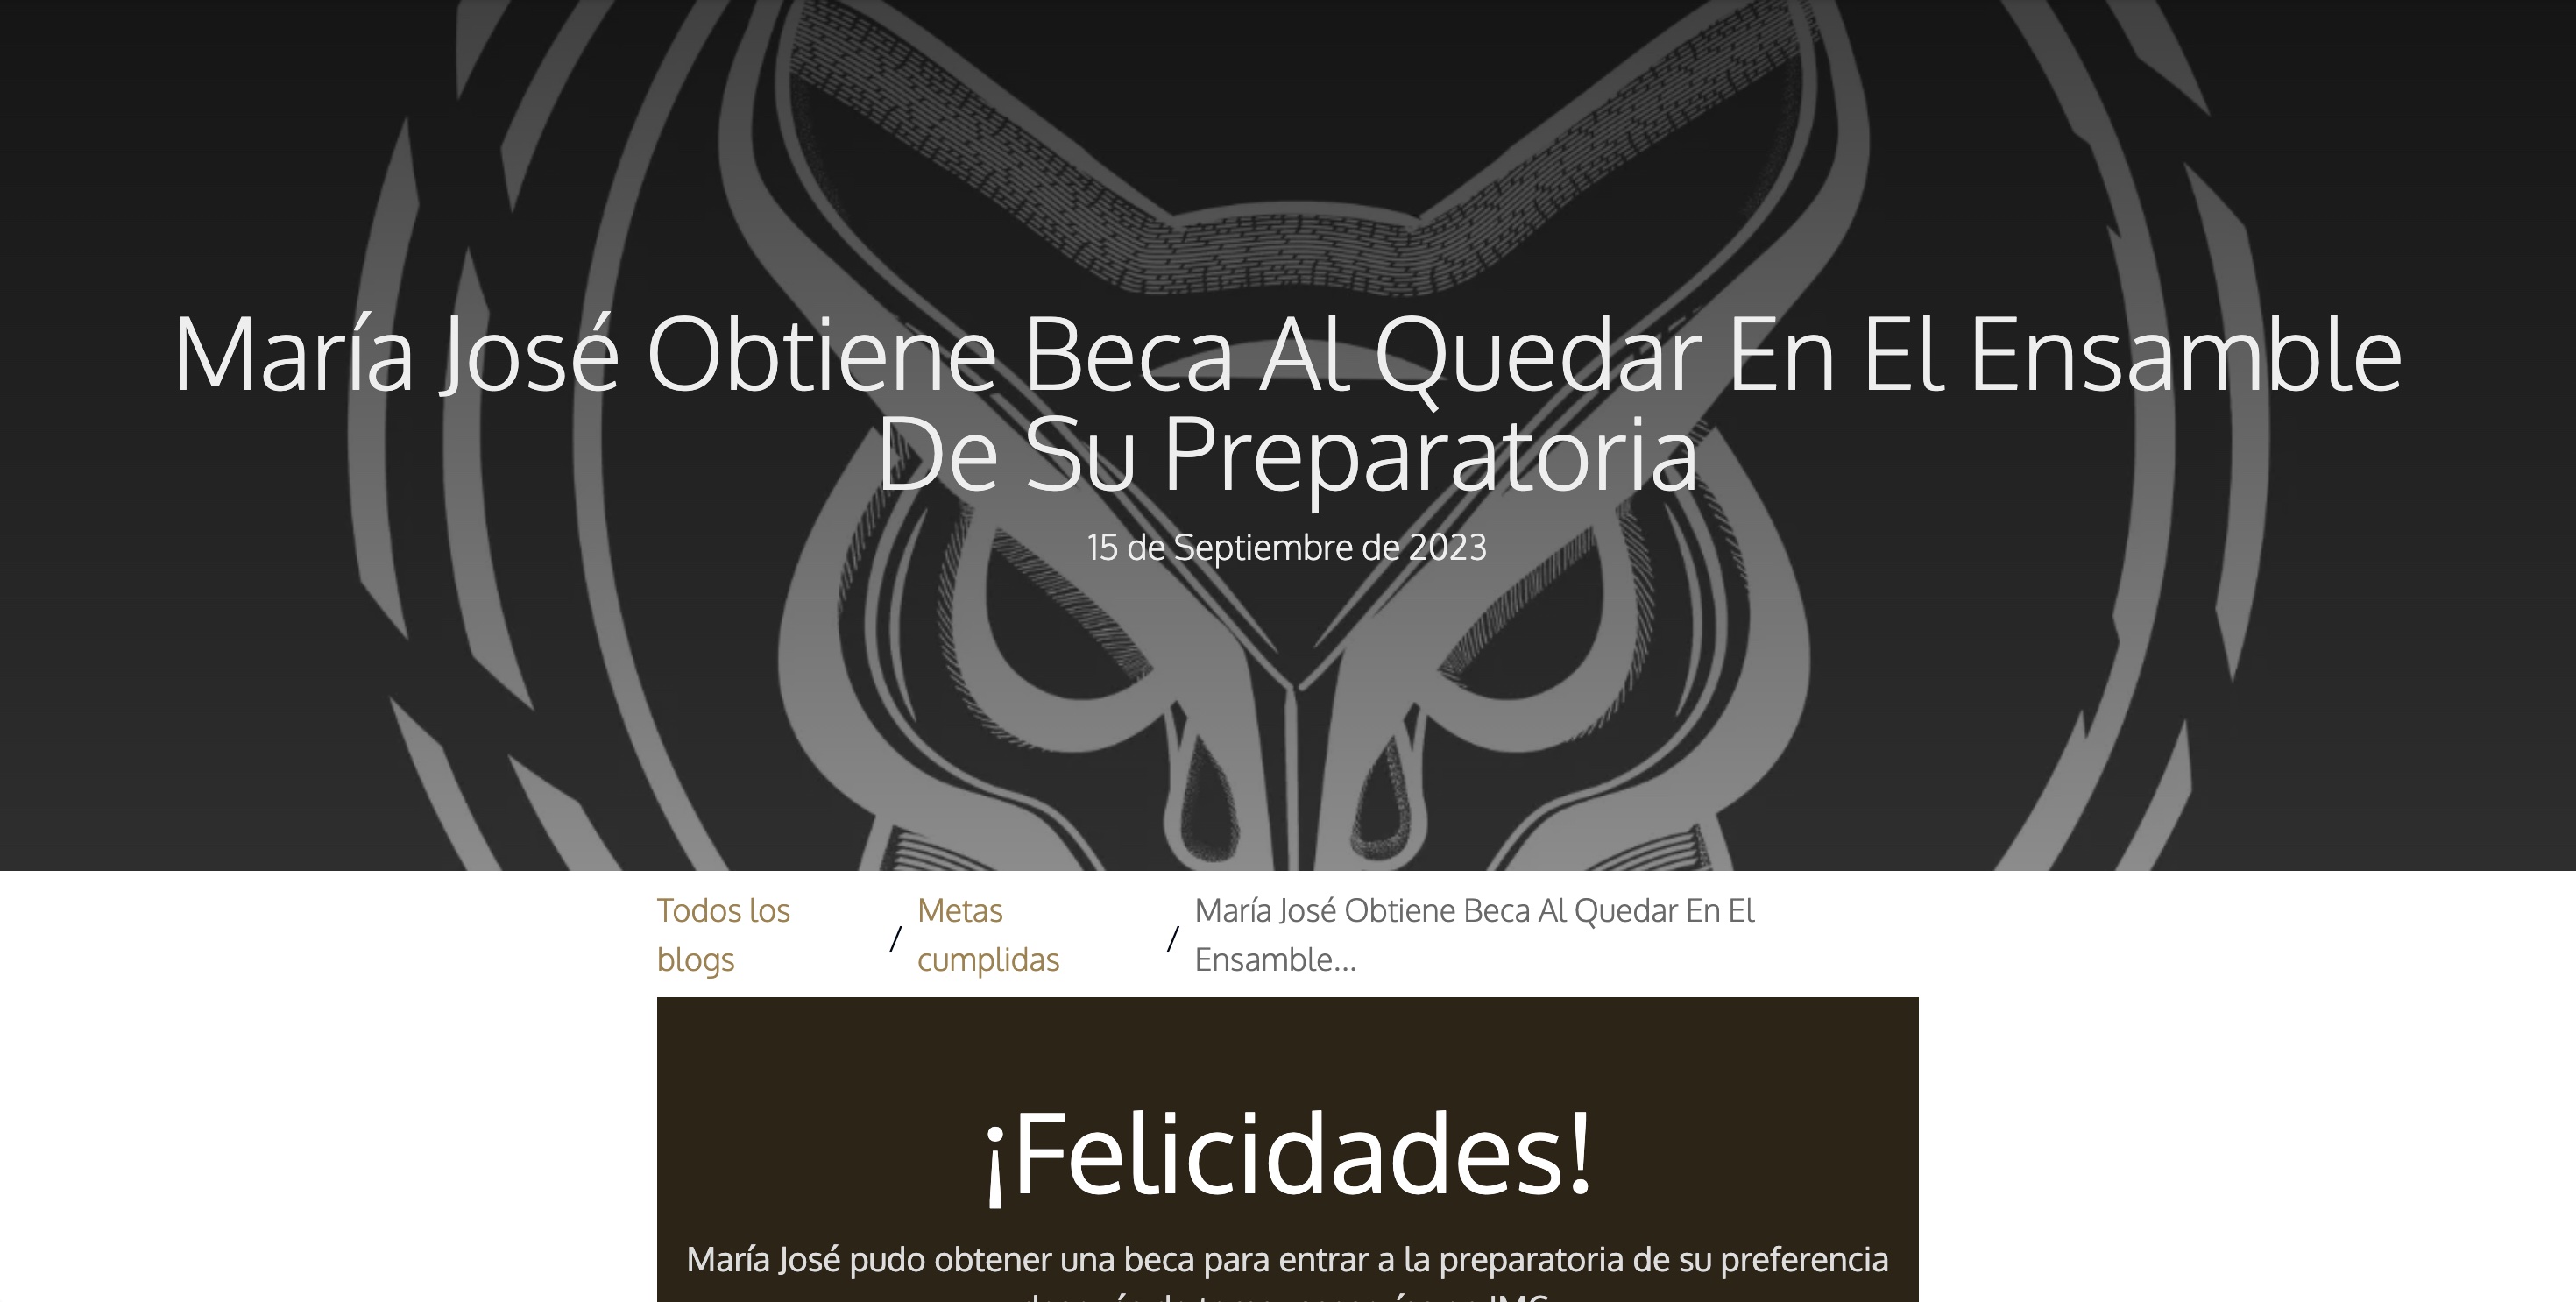 María José Obtiene Beca Al Quedar En El Ensamble
De Su Preparatoria
15 de Septiembre de 2023
Todos los
blogs
/
Metas
cumplidas
/
María José Obtiene Beca Al Quedar En El
Ensamble...
¡Felicidades!
María José pudo obtener una beca para entrar a la preparatoria de su preferencia